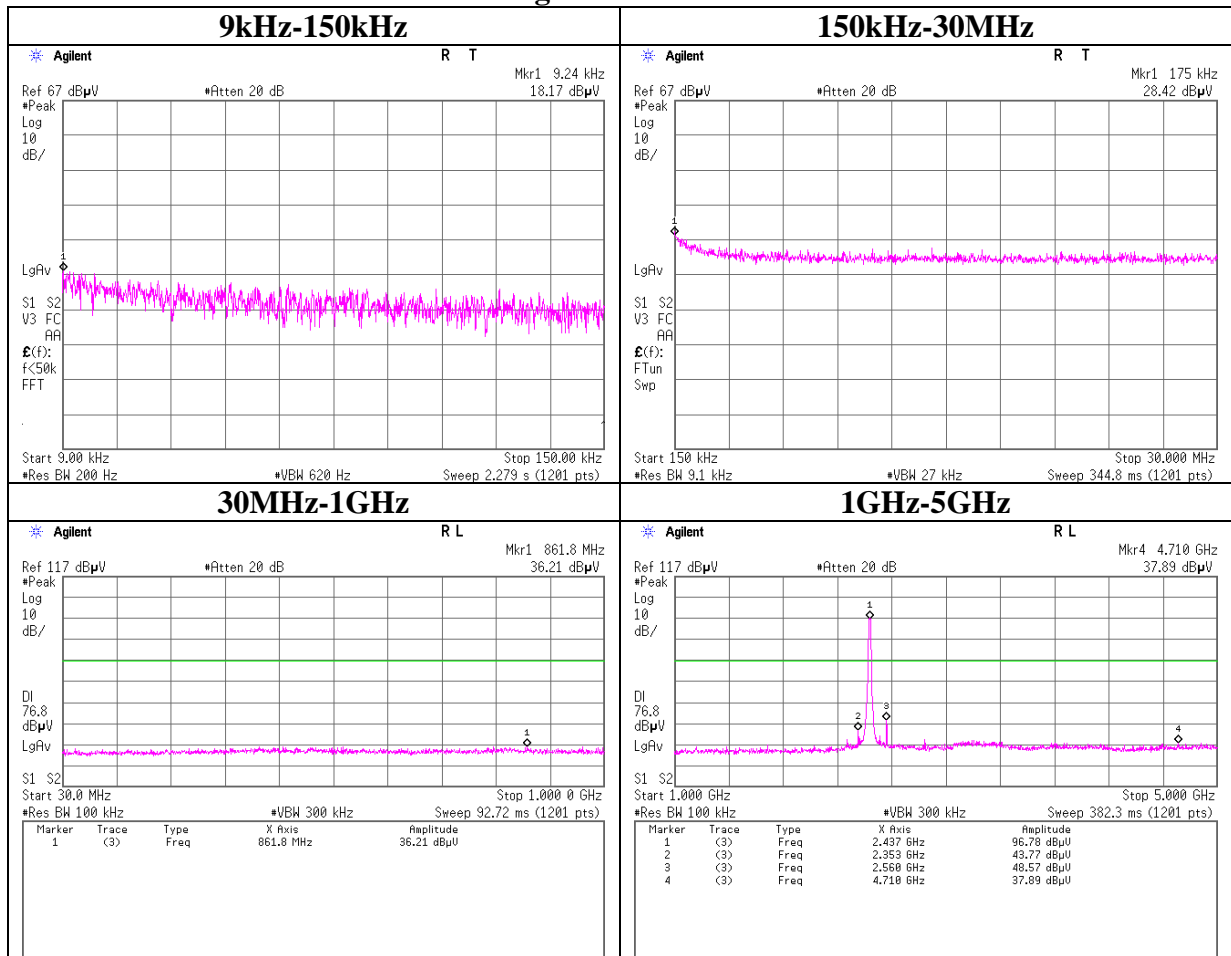 9kHz-150kHz
Agilent
R T
Mkr1 9.24 kHz
Ref 67 dBµV
#Atten 20 dB
18.17 dBµV
#Peak
Log
10
dB/
1
LgAv
S1 S2
V3 FC
AA
£(f):
f<50k
FFT
Start 9.00 kHz
Stop 150.00 kHz
#Res BW 200 Hz
#VBW 620 Hz
Sweep 2.279 s (1201 pts)
150kHz-30MHz
Agilent
R T
Mkr1 175 kHz
Ref 67 dBµV
#Atten 20 dB
28.42 dBµV
#Peak
Log
10
dB/
1
LgAv
S1 S2
V3 FC
AA
£(f):
FTun
Swp
Start 150 kHz
Stop 30.000 MHz
#Res BW 9.1 kHz
#VBW 27 kHz
Sweep 344.8 ms (1201 pts)
30MHz-1GHz
Agilent
R L
Mkr1 861.8 MHz
Ref 117 dBµV
#Atten 20 dB
36.21 dBµV
#Peak
Log
10
dB/
DI
76.8
dBµV
LgAv
1
S1 S2
Start 30.0 MHz
Stop 1.000 0 GHz
#Res BW 100 kHz
#VBW 300 kHz
Sweep 92.72 ms (1201 pts)
Marker Trace Type X Axis Amplitude
1 (3) Freq 861.8 MHz 36.21 dBµV
1GHz-5GHz
Agilent
R L
Mkr4 4.710 GHz
Ref 117 dBµV
#Atten 20 dB
37.89 dBµV
#Peak
Log
10
dB/
1
DI
76.8
dBµV
LgAv
2
3
4
S1 S2
Start 1.000 GHz
Stop 5.000 GHz
#Res BW 100 kHz
#VBW 300 kHz
Sweep 382.3 ms (1201 pts)
Marker Trace Type X Axis Amplitude
1 (3) Freq 2.437 GHz 96.78 dBµV
2 (3) Freq 2.353 GHz 43.77 dBµV
3 (3) Freq 2.560 GHz 48.57 dBµV
4 (3) Freq 4.710 GHz 37.89 dBµV